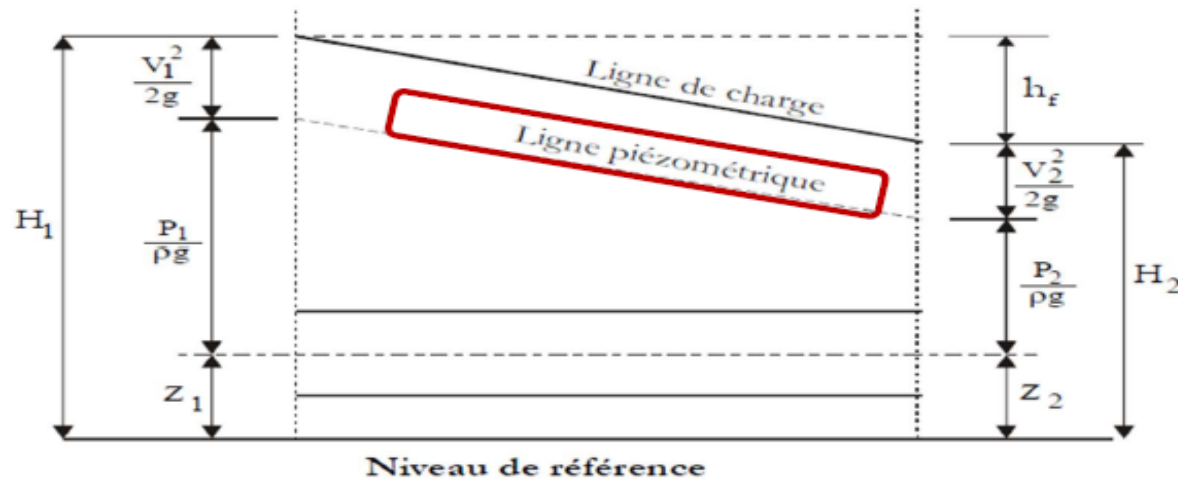 V₁²
2g
Ligne de charge
h_f
Ligne piézométrique
V₂²
2g
H₁
P₁
ρg
P₂
ρg
H₂
Z₁
Z₂
Niveau de référence